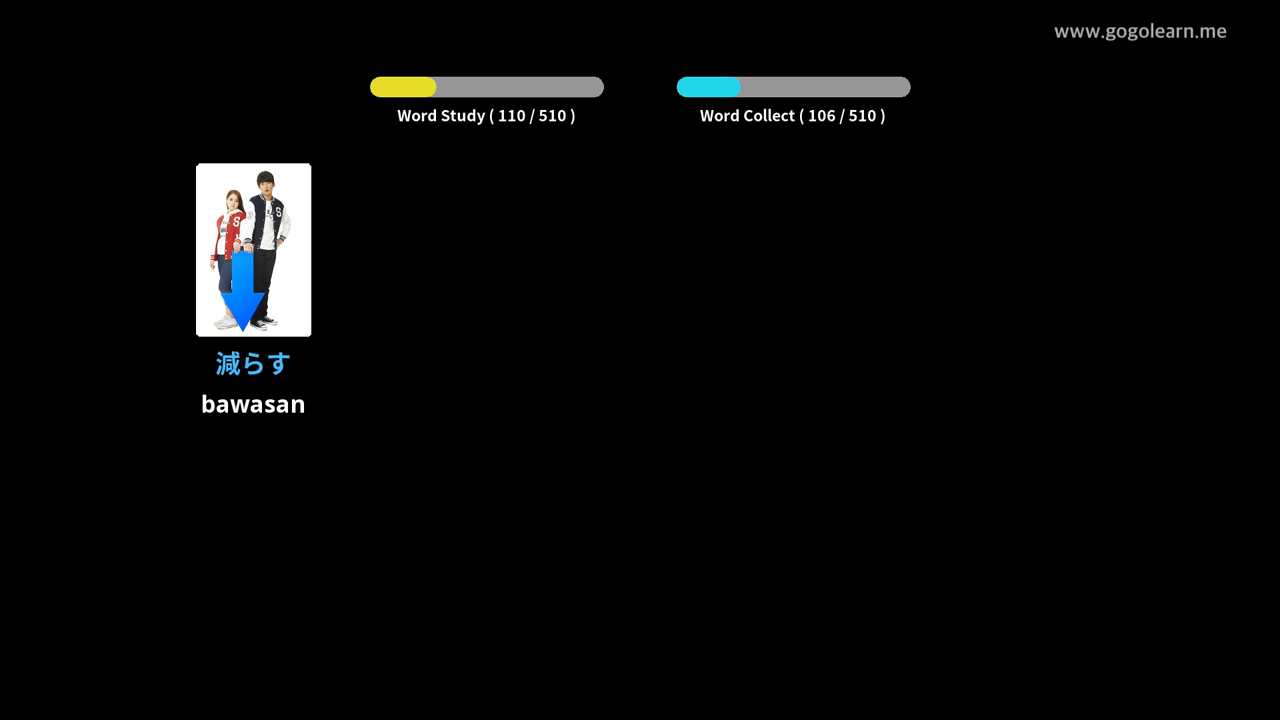 www.gogolearn.me
Word Study ( 110 / 510 )
Word Collect ( 106 / 510 )
S
S
減らす
bawasan